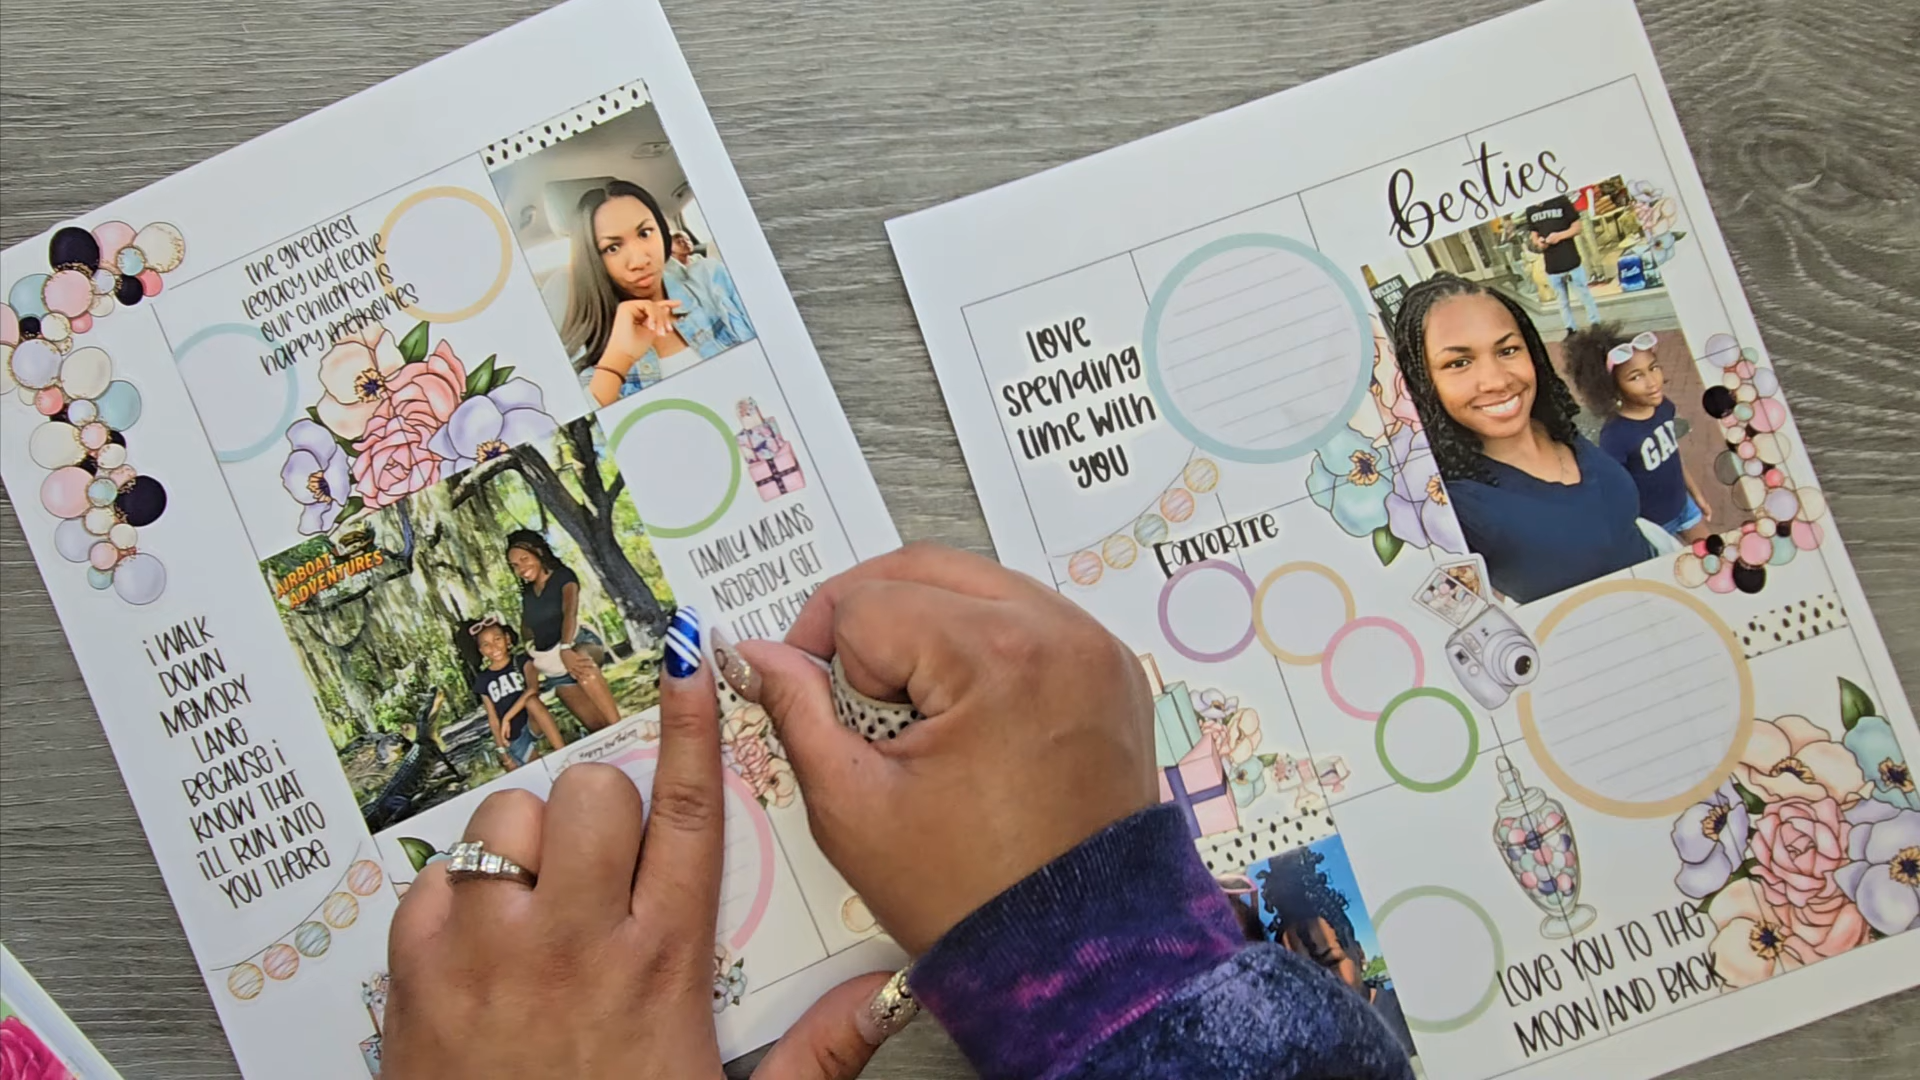 the greatest
legacy we leave
our children is
happy memories
AIRBOAT
ADVENTURES
GAP
FAMILY MEANS
NOBODY GET
LEFT BEHIND
i WALK
DOWN
MEMORY
LANE
BECAUSE i
KNOW THAT
i'LL RUN iNTO
YOU THERE
Besties
LOVE
spending
time with
you
GAP
FAVORiTE
LOVE YOU TO THE
MOON AND BACK